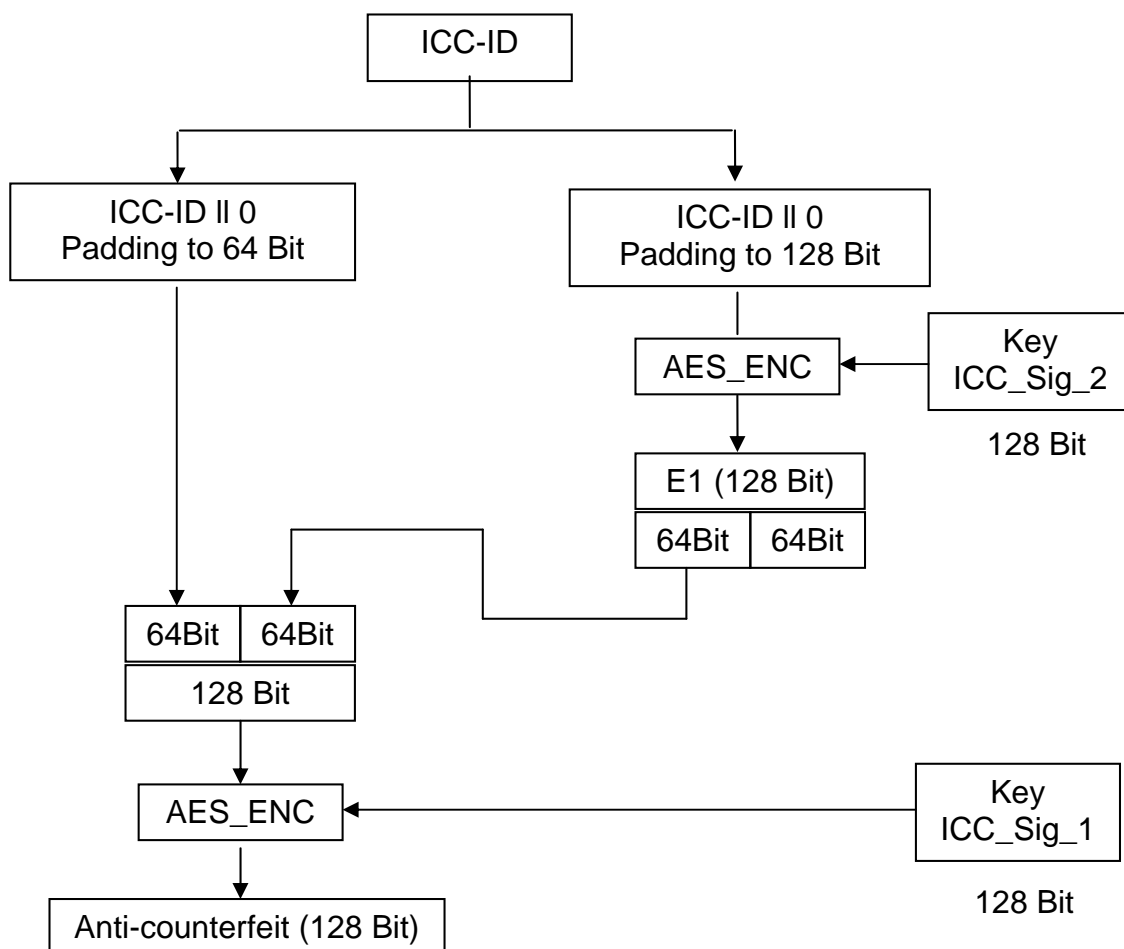 ICC-ID
ICC-ID ll 0
Padding to 64 Bit
ICC-ID ll 0
Padding to 128 Bit
AES_ENC
Key
ICC_Sig_2
128 Bit
E1 (128 Bit)
64Bit 64Bit
64Bit 64Bit
128 Bit
AES_ENC
Key
ICC_Sig_1
128 Bit
Anti-counterfeit (128 Bit)